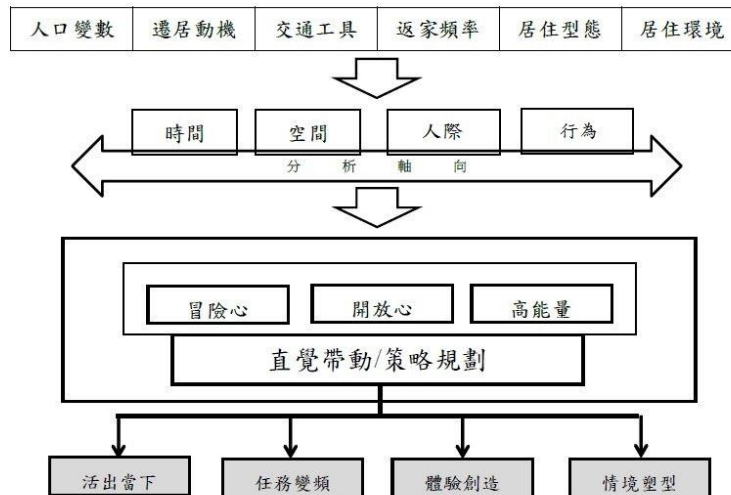 人口變數 遷居動機 交通工具 返家頻率 居住型態 居住環境
時間 空間 人際 行為
分析軸向
冒險心 開放心 高能量
直覺帶動/策略規劃
活出當下 任務變頻 體驗創造 情境塑型